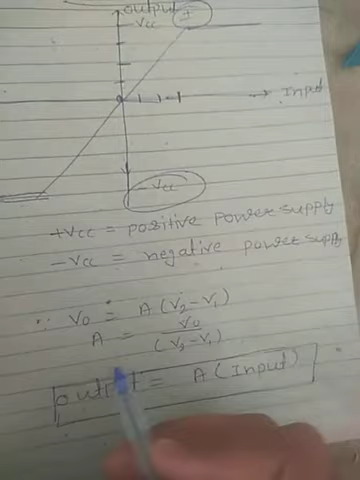 output
Vcc
±
Input
- Vcc
+Vcc = positive power supply
-Vcc = negative power supply
∵ Vo = A (V2 - V1)
A = Vo / (V2 - V1)
output = A (Input)